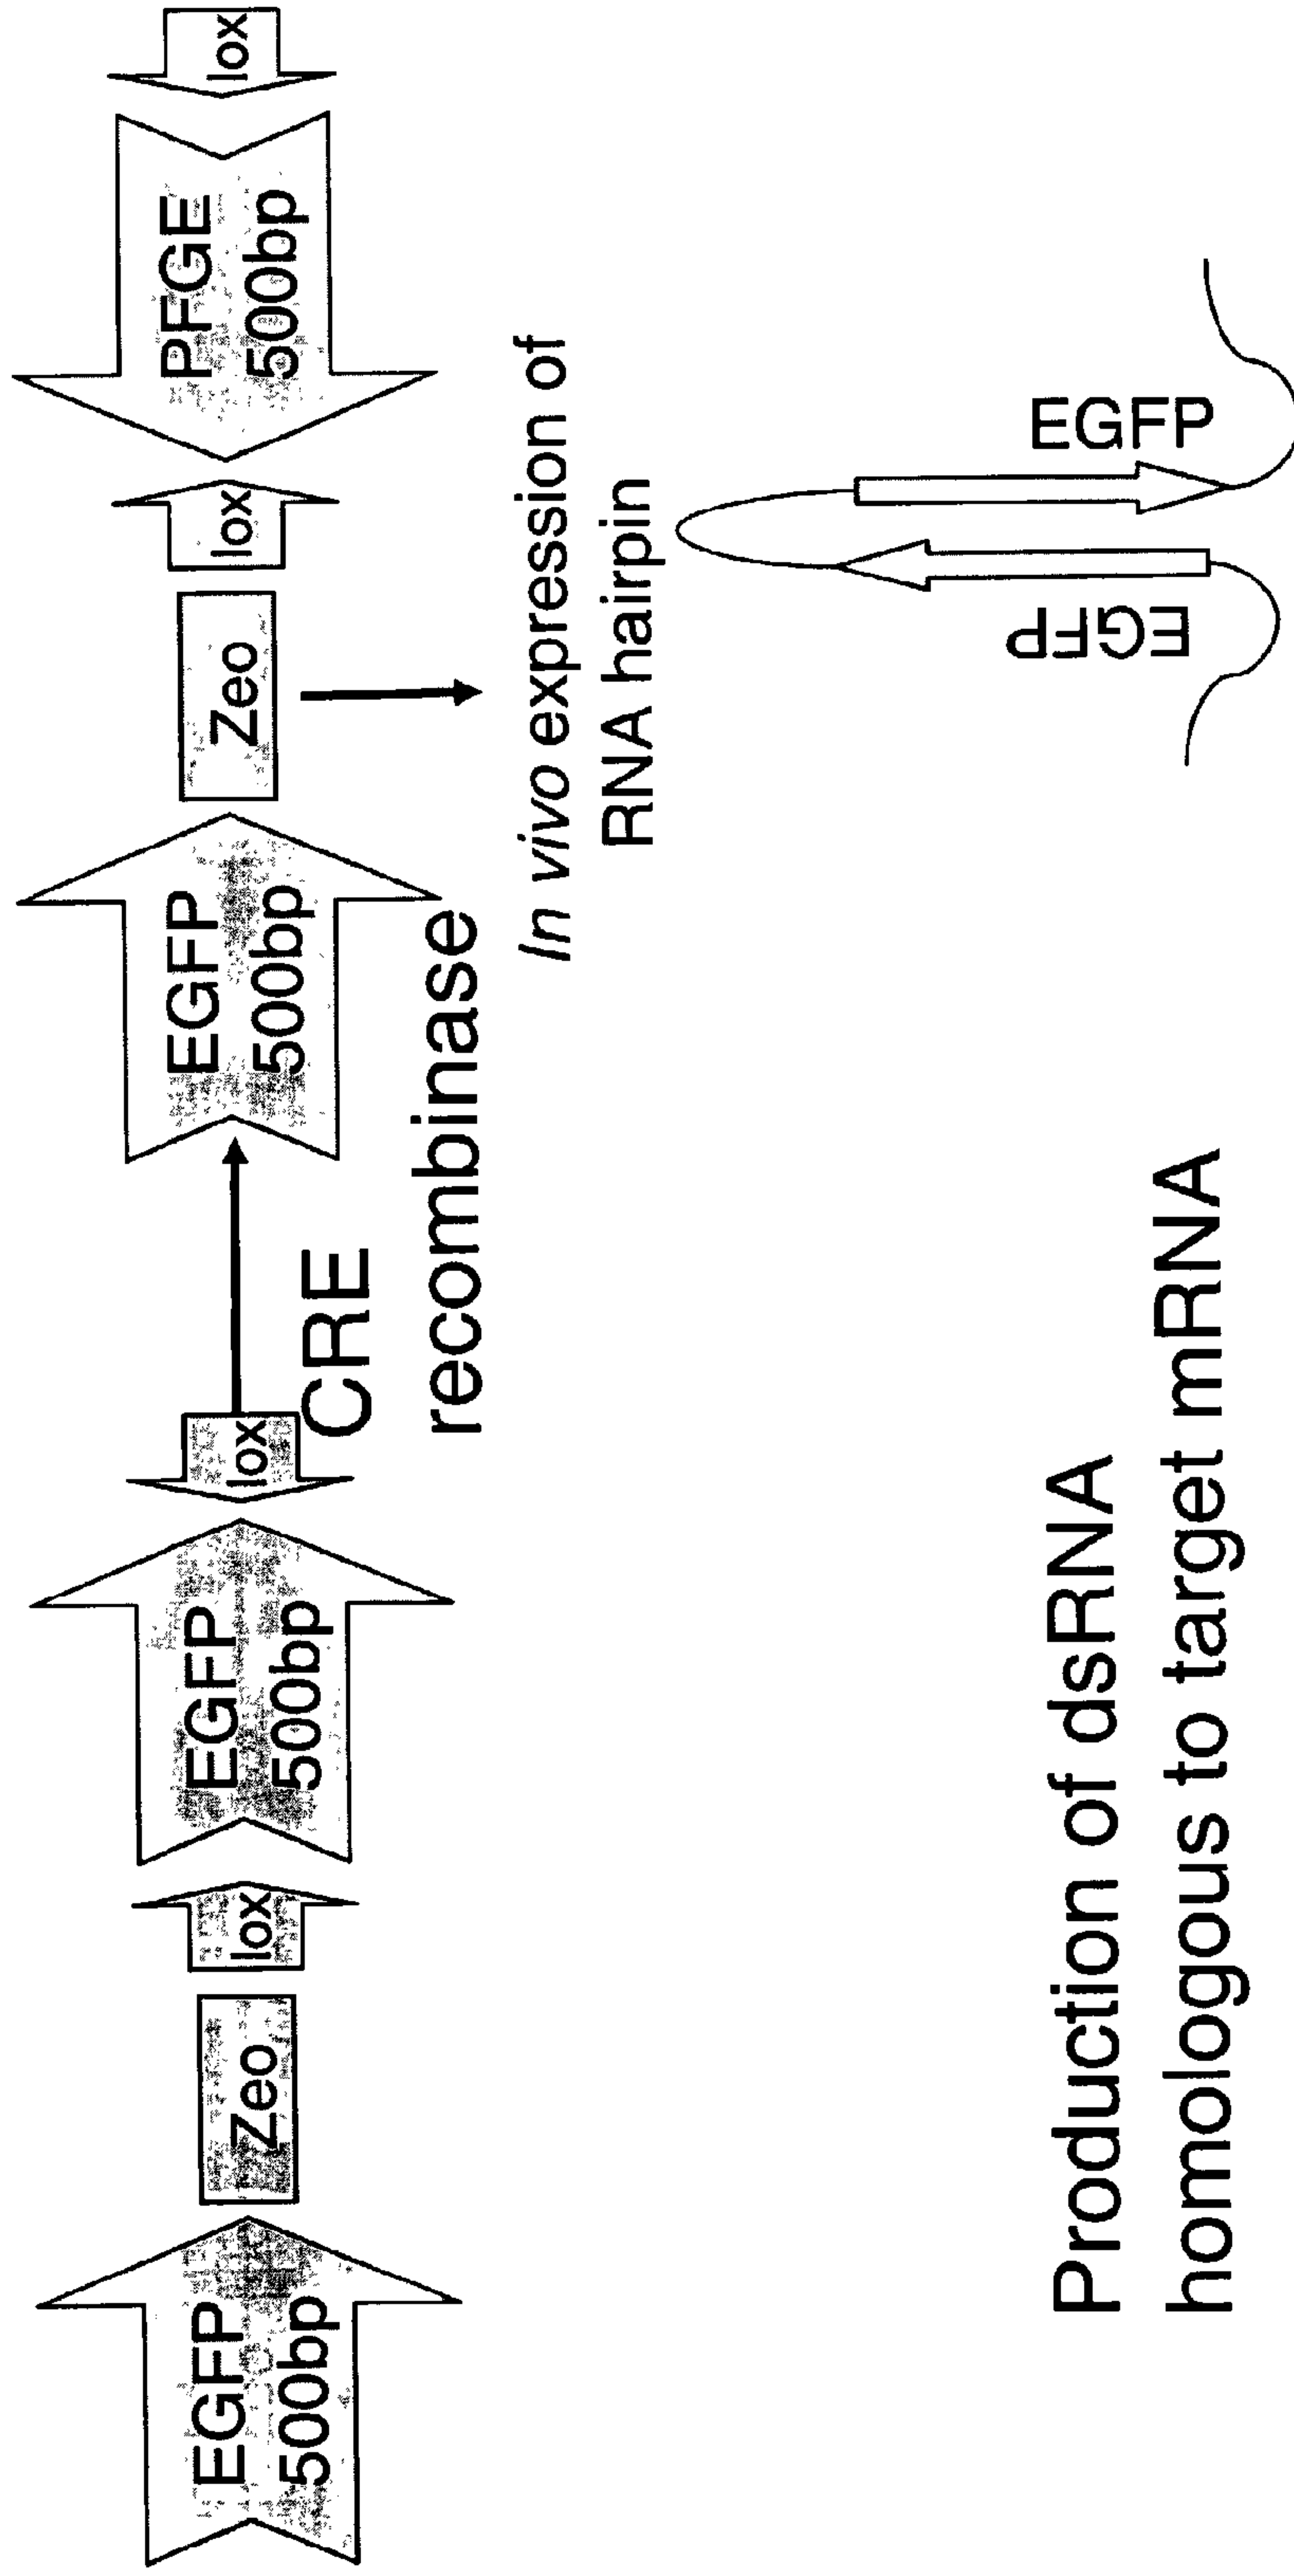 EGFP
500bp
Zeo
lox
EGFP
500bp
lox
CRE
recombinase
EGFP
500bp
Zeo
lox
PFGE
500bp
lox
In vivo expression of
RNA hairpin
EGFP
EGFP
Production of dsRNA
homologous to target mRNA